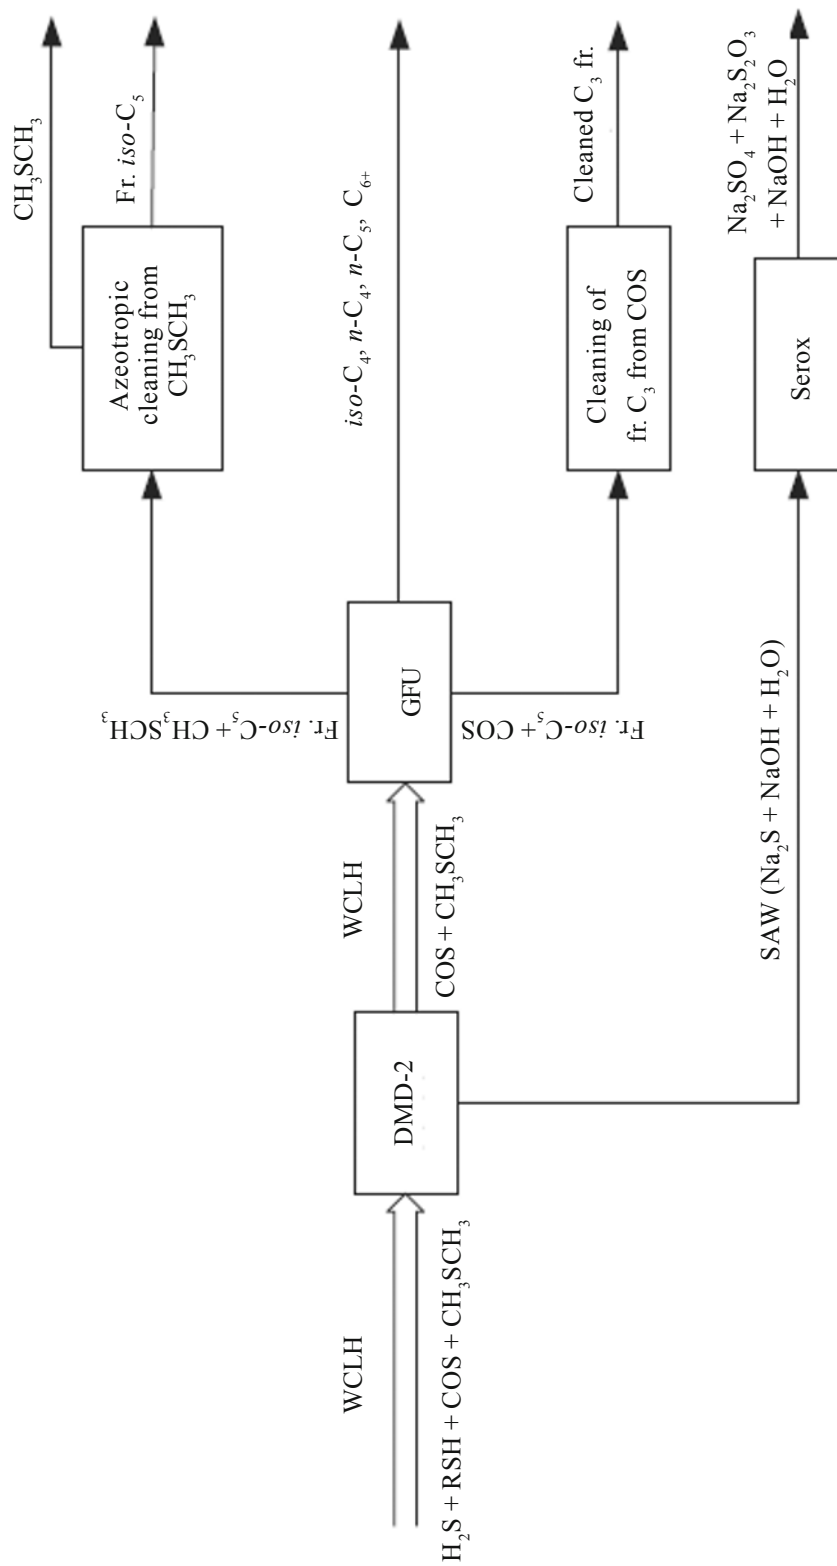 WCLH
H₂S + RSH + COS + CH₃SCH₃
DMD-2
WCLH
COS + CH₃SCH₃
GFU
Fr. iso-C₅ + CH₃SCH₃
Fr. iso-C₅ + COS
SAW (Na₂S + NaOH + H₂O)
Azeotropic
cleaning from
CH₃SCH₃
CH₃SCH₃
Fr. iso-C₅
iso-C₄, n-C₄, n-C₅, C₆₊
Cleaning of
fr. C₃ from COS
Cleaned C₃ fr.
Serox
Na₂SO₄ + Na₂S₂O₃
+ NaOH + H₂O